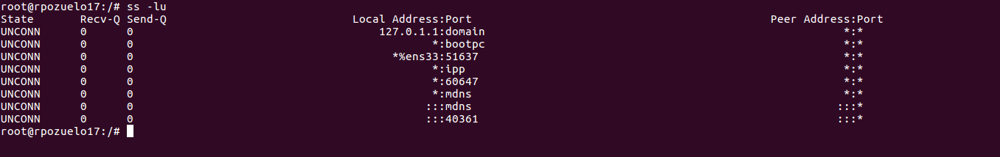 root@rpozuelo17:/# ss -lu
State Recv-Q Send-Q Local Address:Port Peer Address:Port
UNCONN 0 0 127.0.1.1:domain *:*
UNCONN 0 0 *:bootpc *:*
UNCONN 0 0 *%ens33:51637 *:*
UNCONN 0 0 *:ipp *:*
UNCONN 0 0 *:60647 *:*
UNCONN 0 0 *:mdns *:*
UNCONN 0 0 :::mdns :::*
UNCONN 0 0 :::40361 :::*
root@rpozuelo17:/#